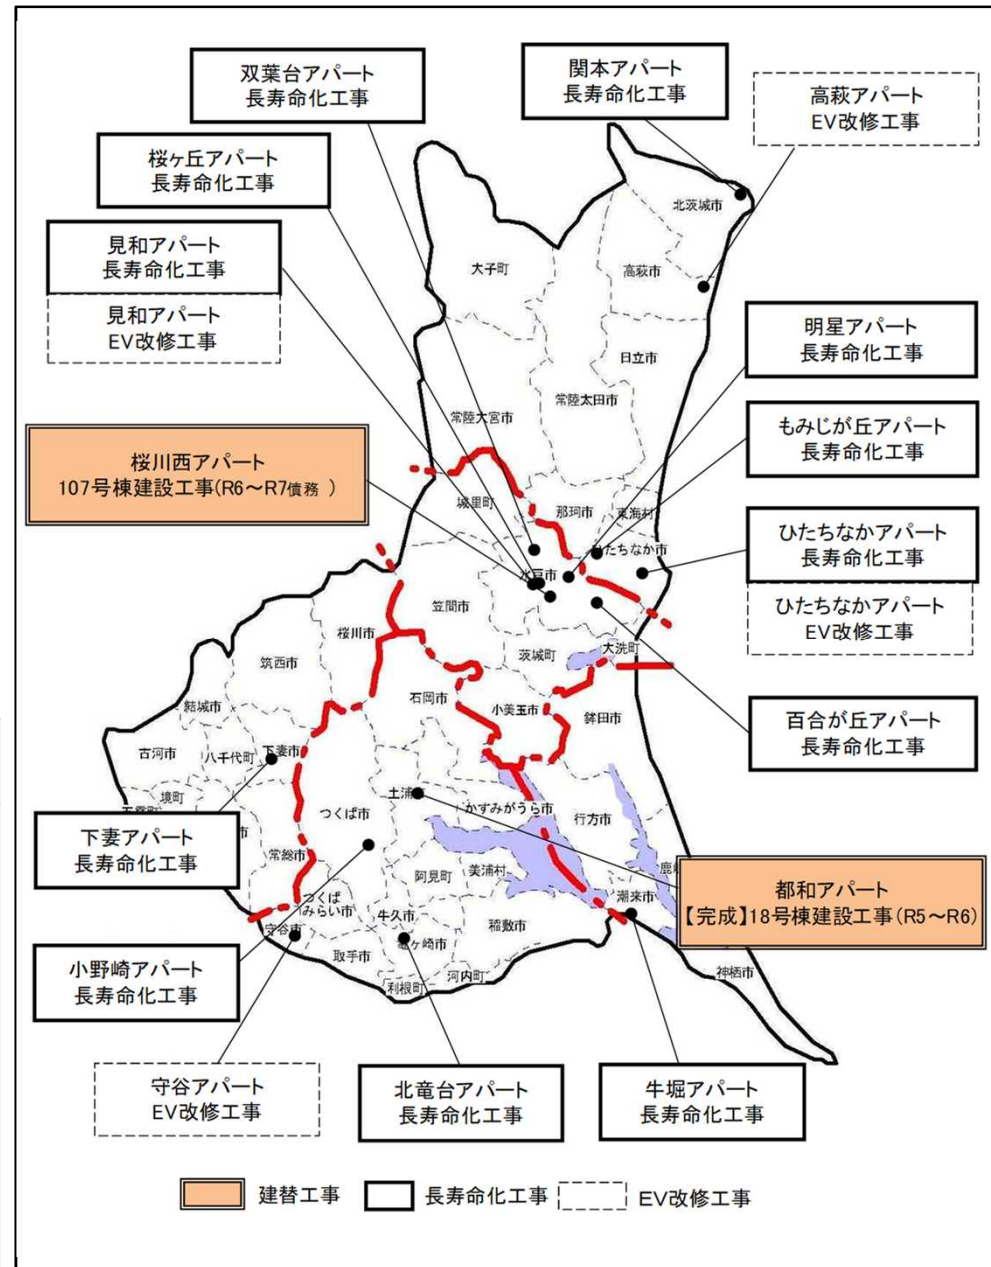 双葉台アパート
長寿命化工事
関本アパート
長寿命化工事
高萩アパート
EV改修工事
桜ヶ丘アパート
長寿命化工事
見和アパート
長寿命化工事
見和アパート
EV改修工事
明星アパート
長寿命化工事
もみじが丘アパート
長寿命化工事
桜川西アパート
107号棟建設工事(R6～R7債務 )
ひたちなかアパート
長寿命化工事
ひたちなかアパート
EV改修工事
百合が丘アパート
長寿命化工事
北茨城市
大子町
高萩市
日立市
常陸太田市
常陸大宮市
城里町
那珂市
東海村
ひたちなか市
水戸市
笠間市
茨城町
大洗町
桜川市
筑西市
石岡市
小美玉市
鉾田市
結城市
古河市
八千代町
下妻市
境町
土浦
かすみがうら市
つくば市
行方市
常総市
阿見町
美浦村
つくば
みらい市
牛久市
潮来市
稲敷市
守谷市
取手市
竜ヶ崎市
利根町
河内町
神栖市
下妻アパート
長寿命化工事
都和アパート
【完成】18号棟建設工事(R5～R6)
小野崎アパート
長寿命化工事
守谷アパート
EV改修工事
北竜台アパート
長寿命化工事
牛堀アパート
長寿命化工事
建替工事
長寿命化工事
EV改修工事